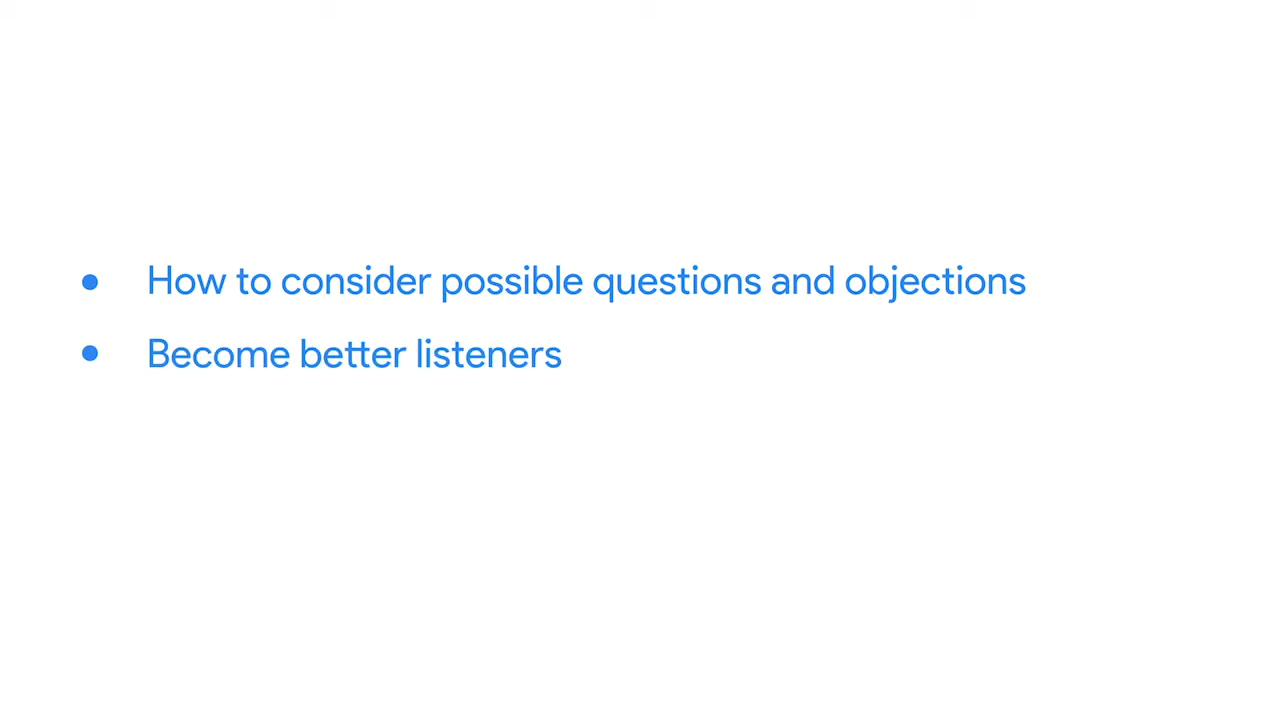 • How to consider possible questions and objections
• Become better listeners